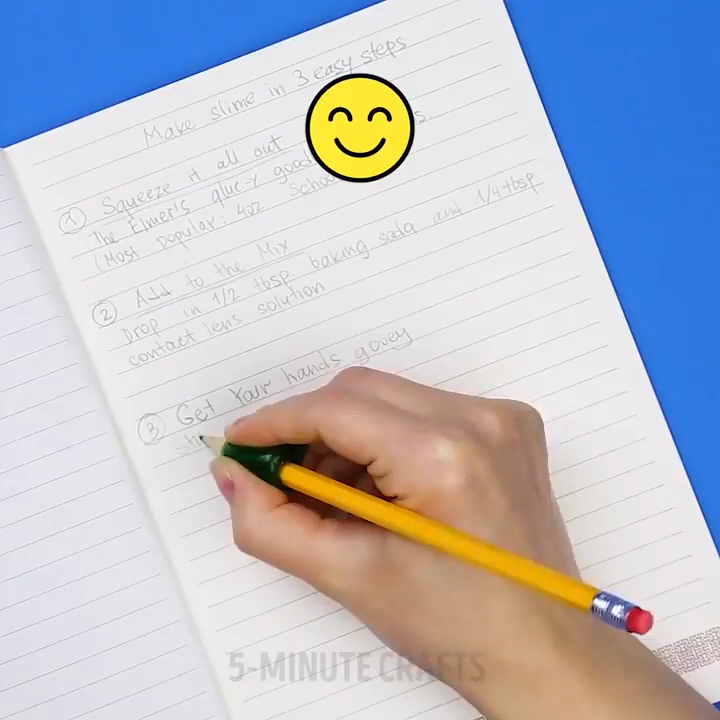 Make slime in 3 easy steps
① Squeeze it all out
The Elmer's glue-y good s.
(Most popular: 4oz Schoo
② Add to the Mix
Drop in 1/2 tbsp baking soda and 1/4 tbsp
contact lens solution
③ Get Your hands gooey
5-MINUTE CRAFTS